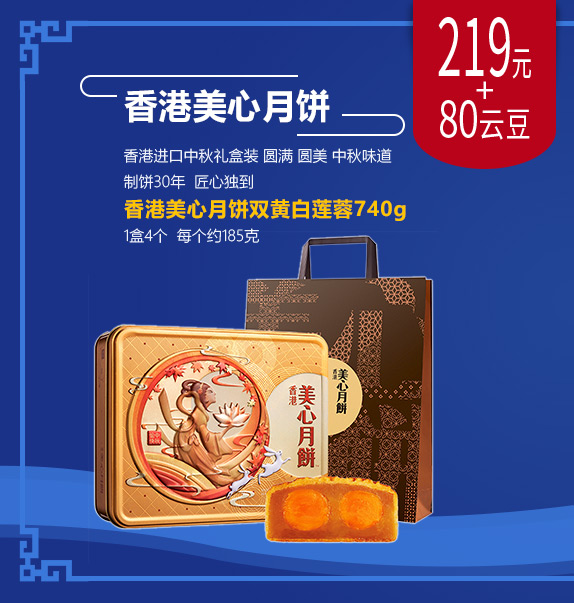 219元
+
80云豆
香港美心月饼
香港进口中秋礼盒装 圆满 圆美 中秋味道
制饼30年 匠心独到
香港美心月饼双黄白莲蓉740g
1盒4个 每个约185克
香港
美心月餅
香港
美心月餅